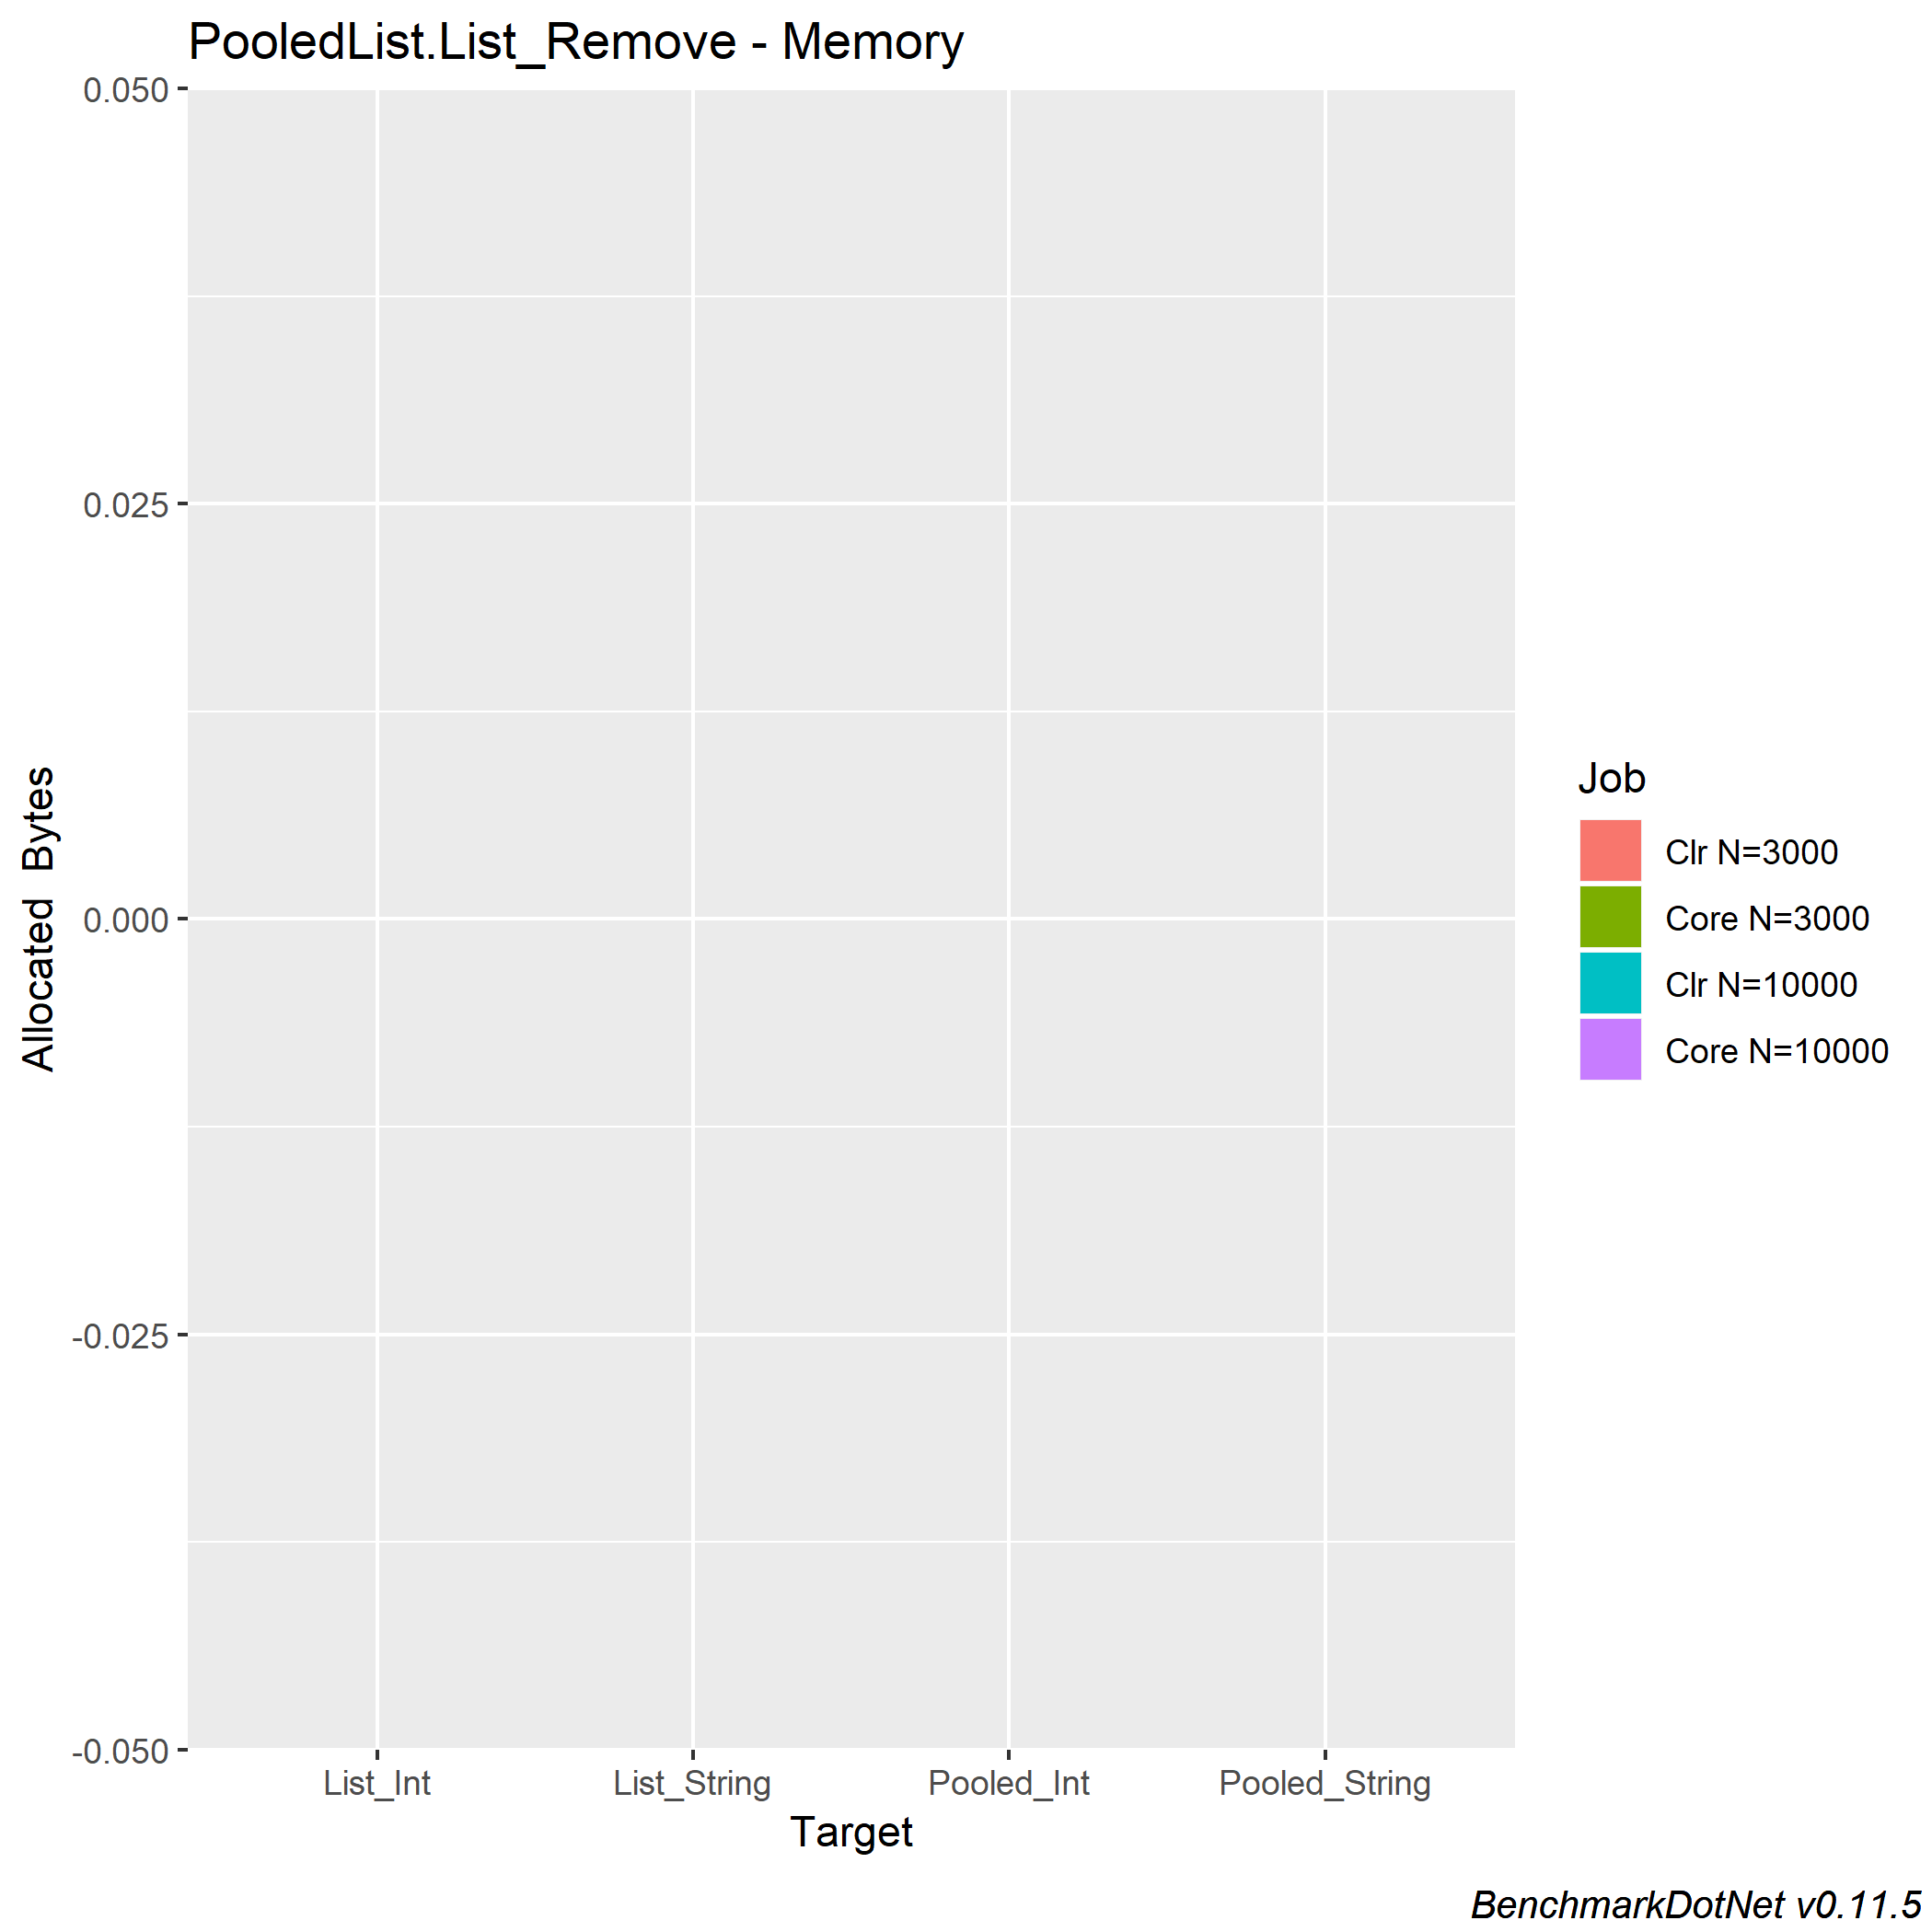 PooledList.List_Remove - Memory
0.050
0.025
0.000
-0.025
-0.050
Allocated Bytes
List_Int
List_String
Pooled_Int
Pooled_String
Target
Job
Clr N=3000
Core N=3000
Clr N=10000
Core N=10000
BenchmarkDotNet v0.11.5